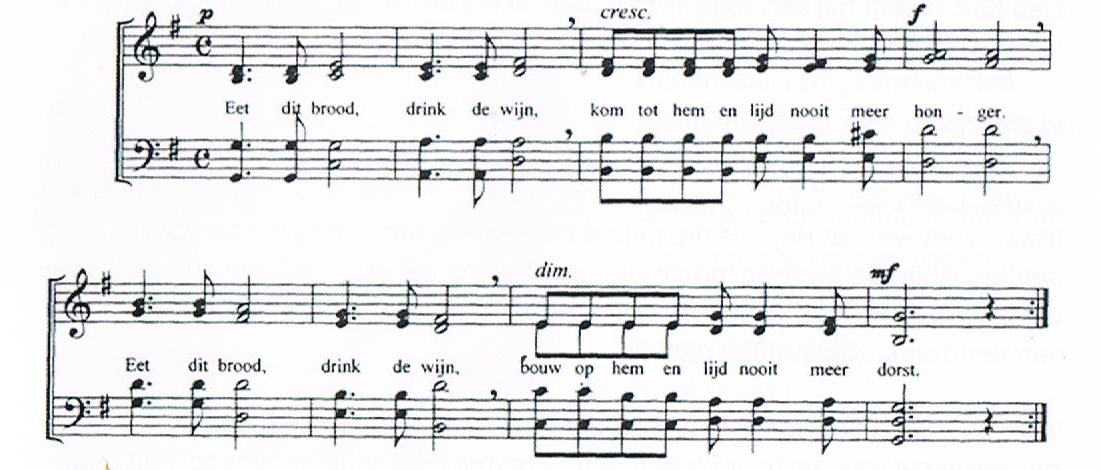 p cresc. f
Eet dit brood, drink de wijn, kom tot hem en lijd nooit meer hon - ger.
dim. mf
Eet dit brood, drink de wijn, bouw op hem en lijd nooit meer dorst.